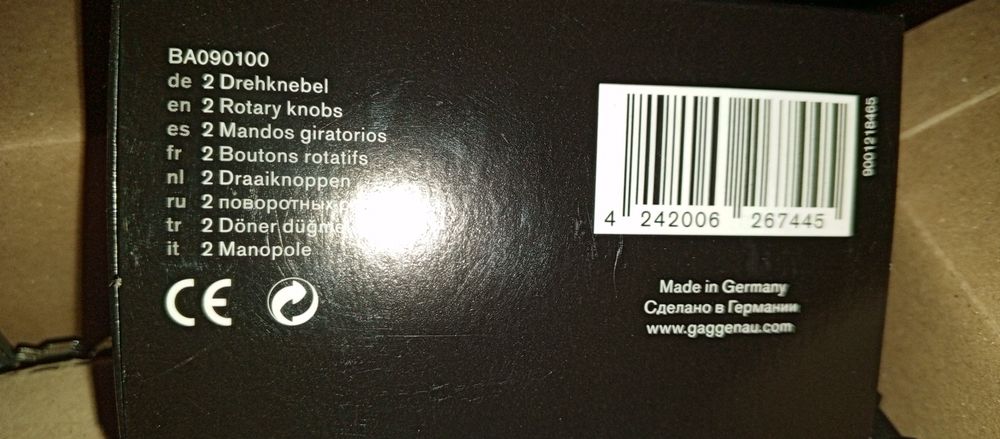 BA090100
de 2 Drehknebel
en 2 Rotary knobs
es 2 Mandos giratorios
fr 2 Boutons rotatifs
nl 2 Draaiknoppen
ru 2 поворотных
tr 2 Döner
it 2 Manopole
CE
4 242006 267445
9001218465
Made in Germany
Сделано в Германии
www.gaggenau.com